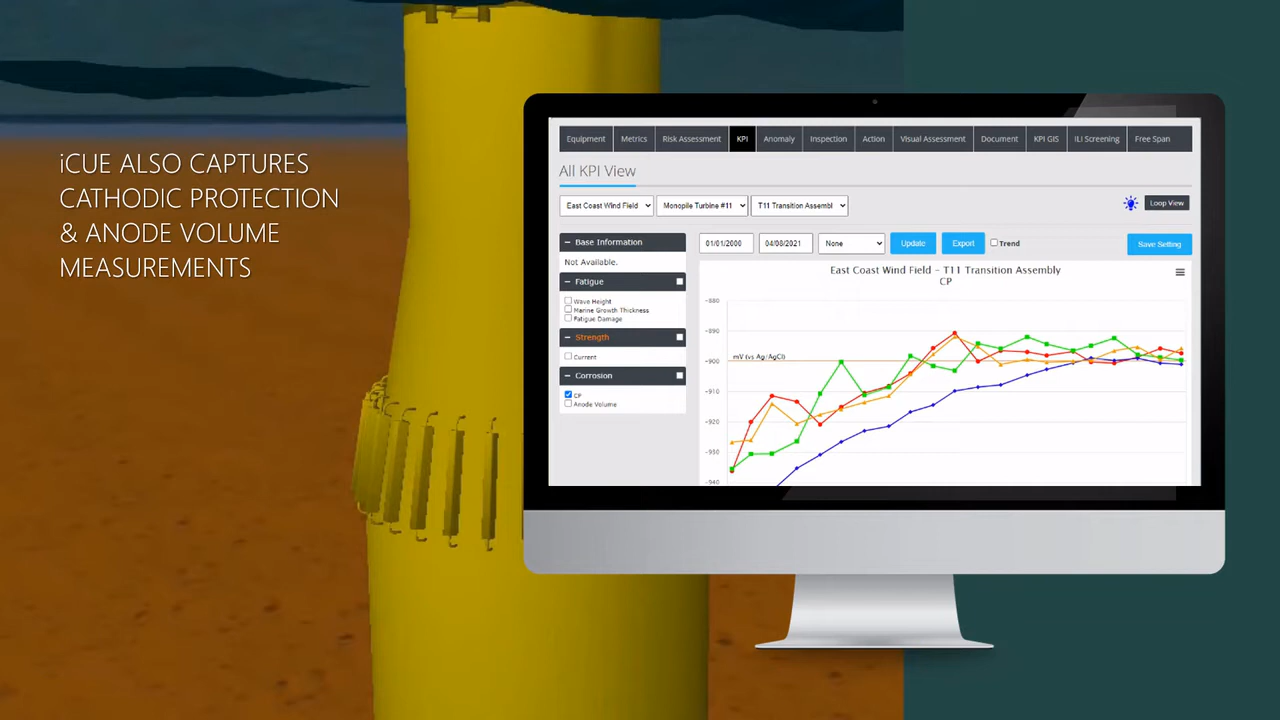 iCUE ALSO CAPTURES
CATHODIC PROTECTION
& ANODE VOLUME
MEASUREMENTS
Equipment Metrics Risk Assessment KPI Anomaly Inspection Action Visual Assessment Document KPI GIS ILI Screening Free Span
All KPI View
East Coast Wind Field Monopile Turbine #11 T11 Transition Assembl
Loop View
Base Information
Not Available.
Fatigue
Wave Height
Marine Growth Thickness
Fatigue Damage
Strength
Current
Corrosion
CP
Anode Volume
01/01/2000 04/08/2021 None Update Export Trend Save Setting
East Coast Wind Field - T11 Transition Assembly
CP
-880
-890
mV (vs Ag/AgCl)
-900
-910
-920
-930
-940